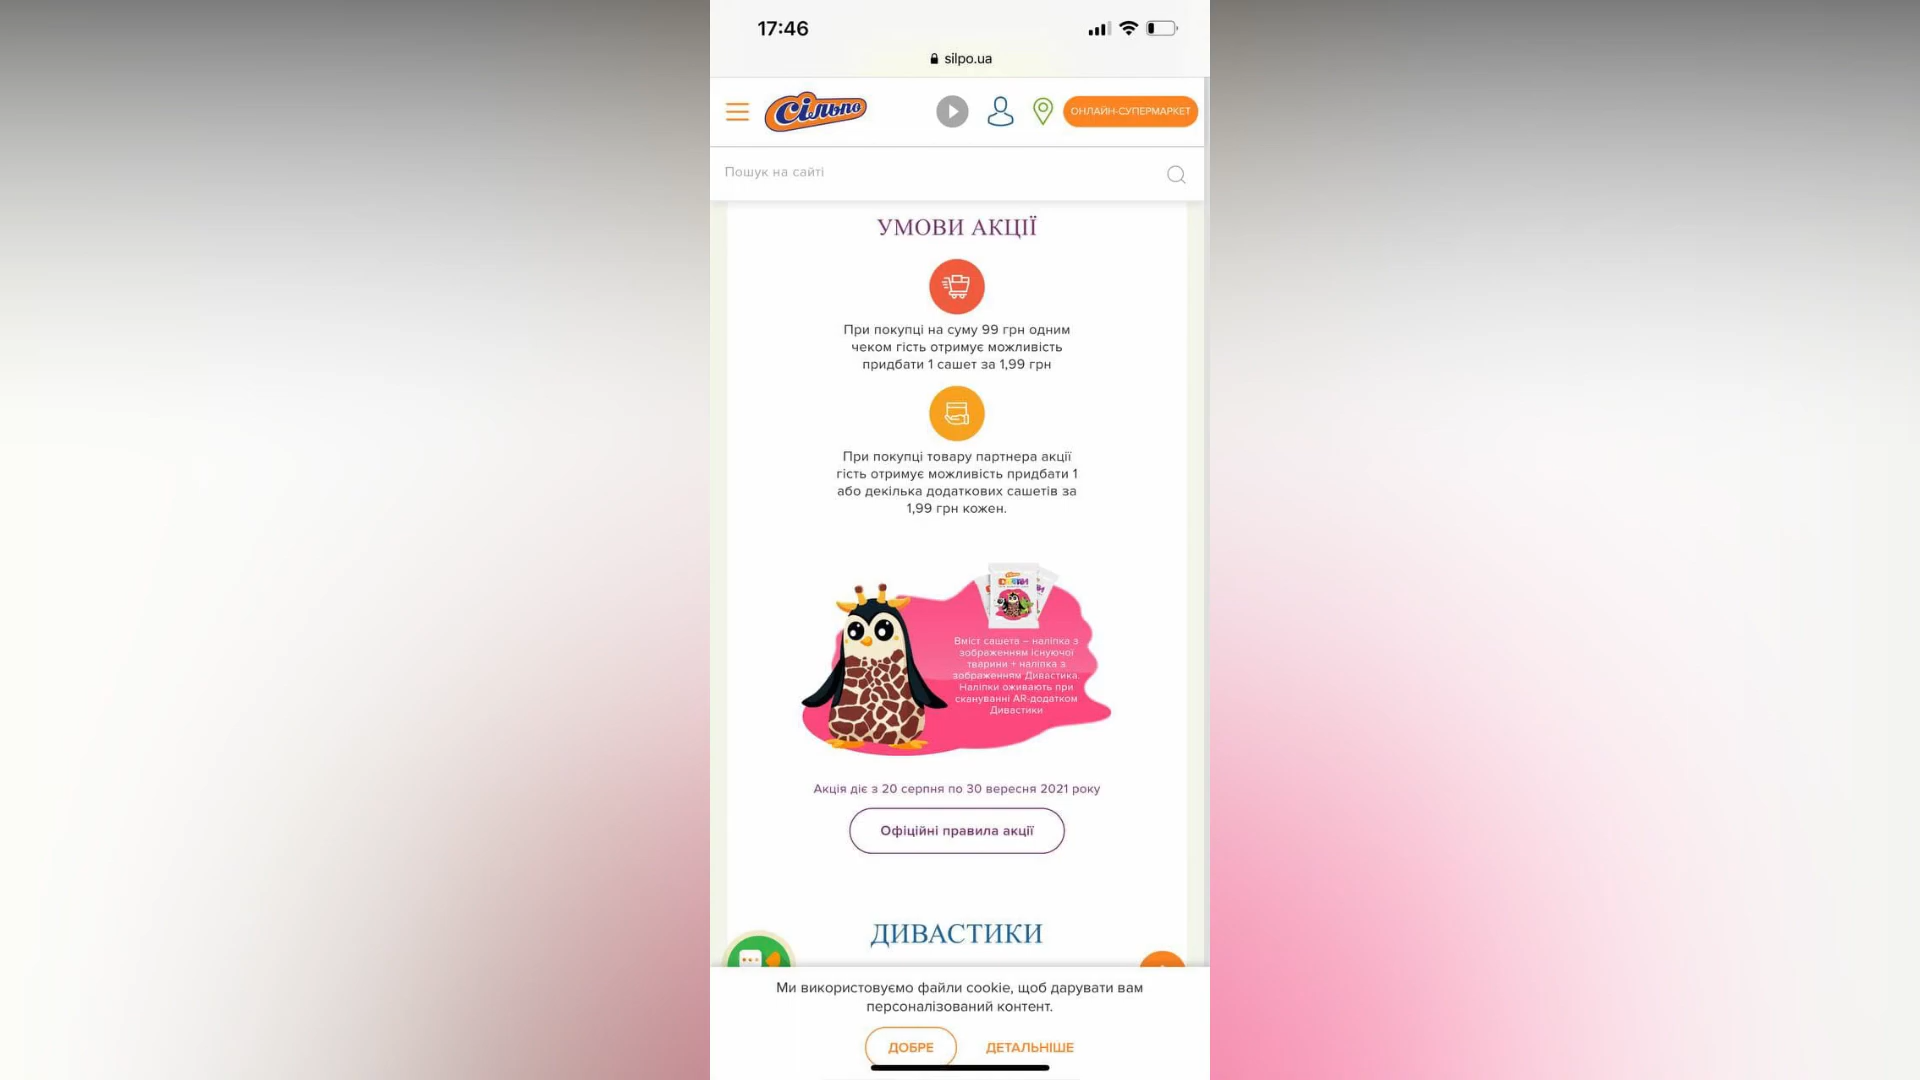 17:46
silpo.ua
Сільпо
ОНЛАЙН-СУПЕРМАРКЕТ
Пошук на сайті
УМОВИ АКЦІЇ
При покупці на суму 99 грн одним
чеком гість отримує можливість
придбати 1 сашет за 1,99 грн
При покупці товару партнера акції
гість отримує можливість придбати 1
або декілька додаткових сашетів за
1,99 грн кожен.
Вміст сашета – наліпка з
зображенням існуючої
тварини + наліпка з
зображенням Дивастика.
Наліпки оживають при
скануванні AR-додатком
Дивастики
Акція діє з 20 серпня по 30 вересня 2021 року
Офіційні правила акції
ДИВАСТИКИ
Ми використовуємо файли cookie, щоб дарувати вам
персоналізований контент.
ДОБРЕ ДЕТАЛЬНІШЕ